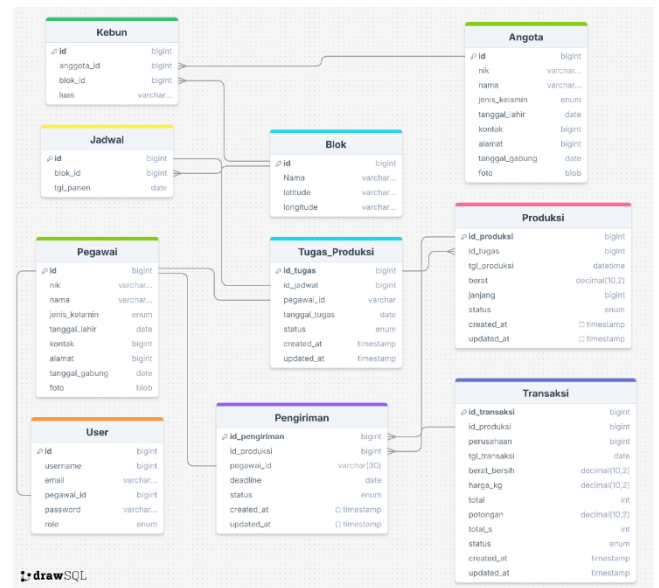 Kebun
id bigint
anggota_id bigint
blok_id bigint
luas varchar...
Angota
id bigint
nik varchar...
nama varchar...
jenis_kelamin enum
tanggal_lahir date
kontak bigint
alamat bigint
tanggal_gabung date
foto blob
Jadwal
id bigint
blok_id bigint
tgl_panen date
Blok
id bigint
Nama varchar...
latitude varchar...
longitude varchar...
Produksi
id_produksi bigint
id_tugas bigint
tgl_produksi datetime
berat decimal(10,2)
janjang bigint
status enum
created_at timestamp
updated_at timestamp
Pegawai
id bigint
nik varchar...
nama varchar...
jenis_kelamin enum
tanggal_lahir date
kontak bigint
alamat bigint
tanggal_gabung date
foto blob
Tugas_Produksi
id_tugas bigint
id_jadwal bigint
pegawai_id varchar
tanggal_tugas date
status enum
created_at timestamp
updated_at timestamp
Transaksi
id_transaksi bigint
id_produksi bigint
perusahaan bigint
tgl_transaksi date
berat_bersih decimal(10,2)
harga_kg decimal(10,2)
total int
potongan decimal(10,2)
total_s int
status enum
created_at timestamp
updated_at timestamp
Pengiriman
id_pengiriman bigint
id_produksi bigint
pegawai_id varchar(30)
deadline date
status enum
created_at timestamp
updated_at timestamp
User
id bigint
username bigint
email varchar...
pegawai_id bigint
password varchar...
role enum
drawSQL